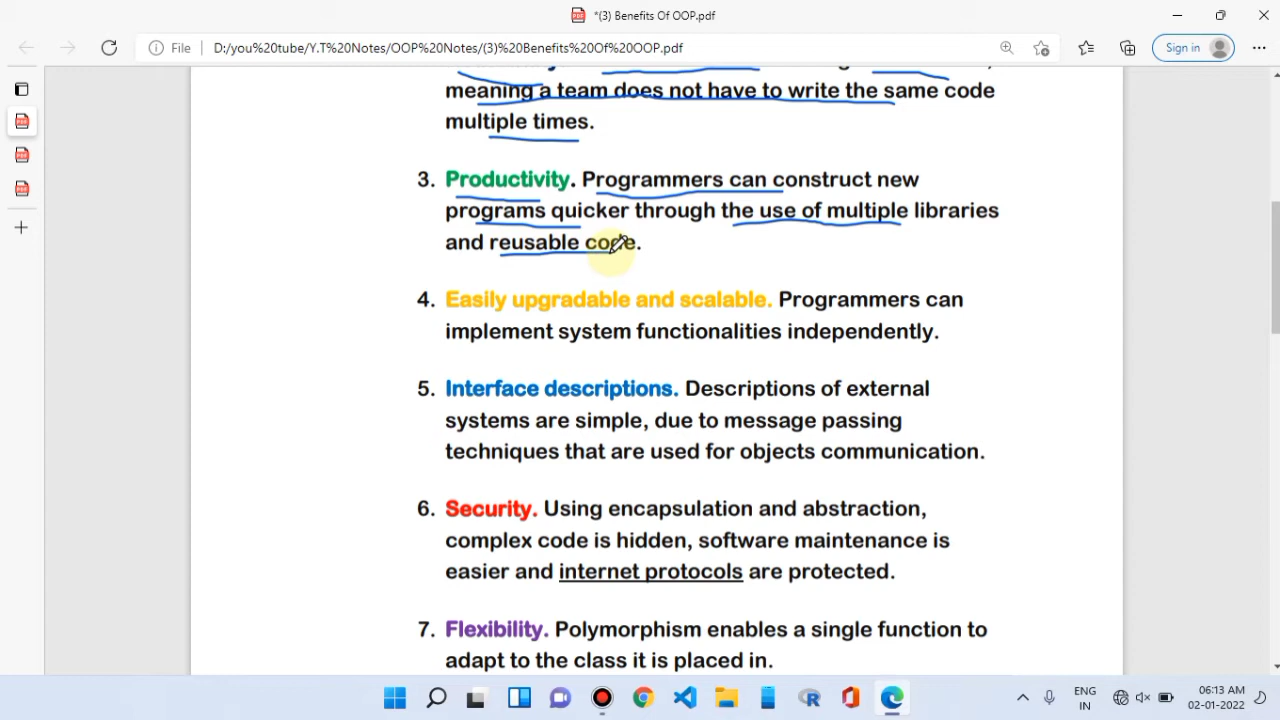 *(3) Benefits Of OOP.pdf
File
D:/you%20tube/Y.T%20Notes/OOP%20Notes/(3)%20Benefits%20Of%20OOP.pdf
Sign in
meaning a team does not have to write the same code
multiple times.
3. Productivity. Programmers can construct new
programs quicker through the use of multiple libraries
and reusable code.
4. Easily upgradable and scalable. Programmers can
implement system functionalities independently.
5. Interface descriptions. Descriptions of external
systems are simple, due to message passing
techniques that are used for objects communication.
6. Security. Using encapsulation and abstraction,
complex code is hidden, software maintenance is
easier and internet protocols are protected.
7. Flexibility. Polymorphism enables a single function to
adapt to the class it is placed in.
ENG
IN
06:13 AM
02-01-2022